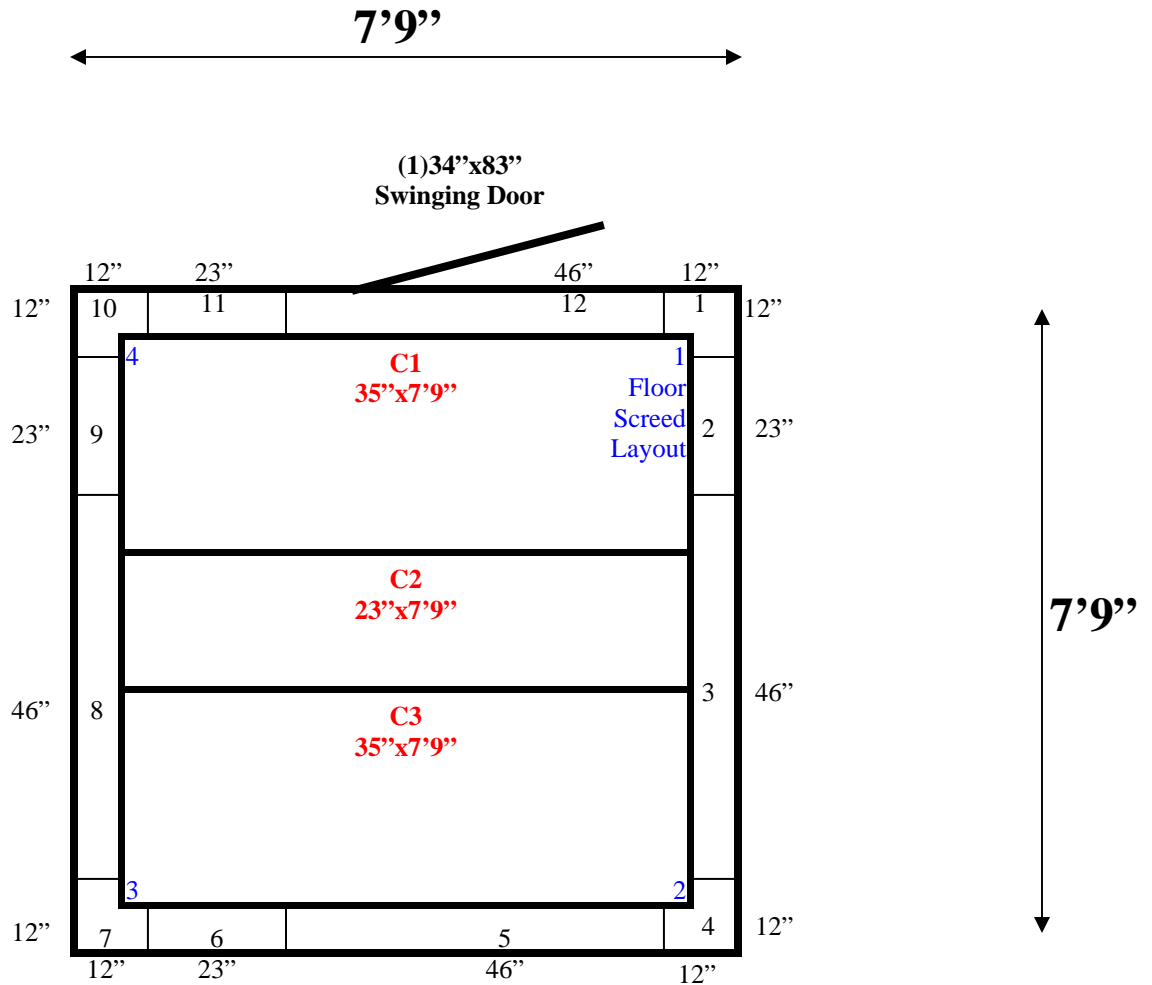 7’9”
(1)34”x83”
Swinging Door
12” 23” 46” 12”
12” 10 11 12 1 12”
4 C1 1
35”x7’9”
Floor
Screed
Layout
23” 9 2 23”
C2
23”x7’9”
7’9”
46” 8 3 46”
C3
35”x7’9”
3 2
12” 7 6 5 4 12”
12” 23” 46” 12”